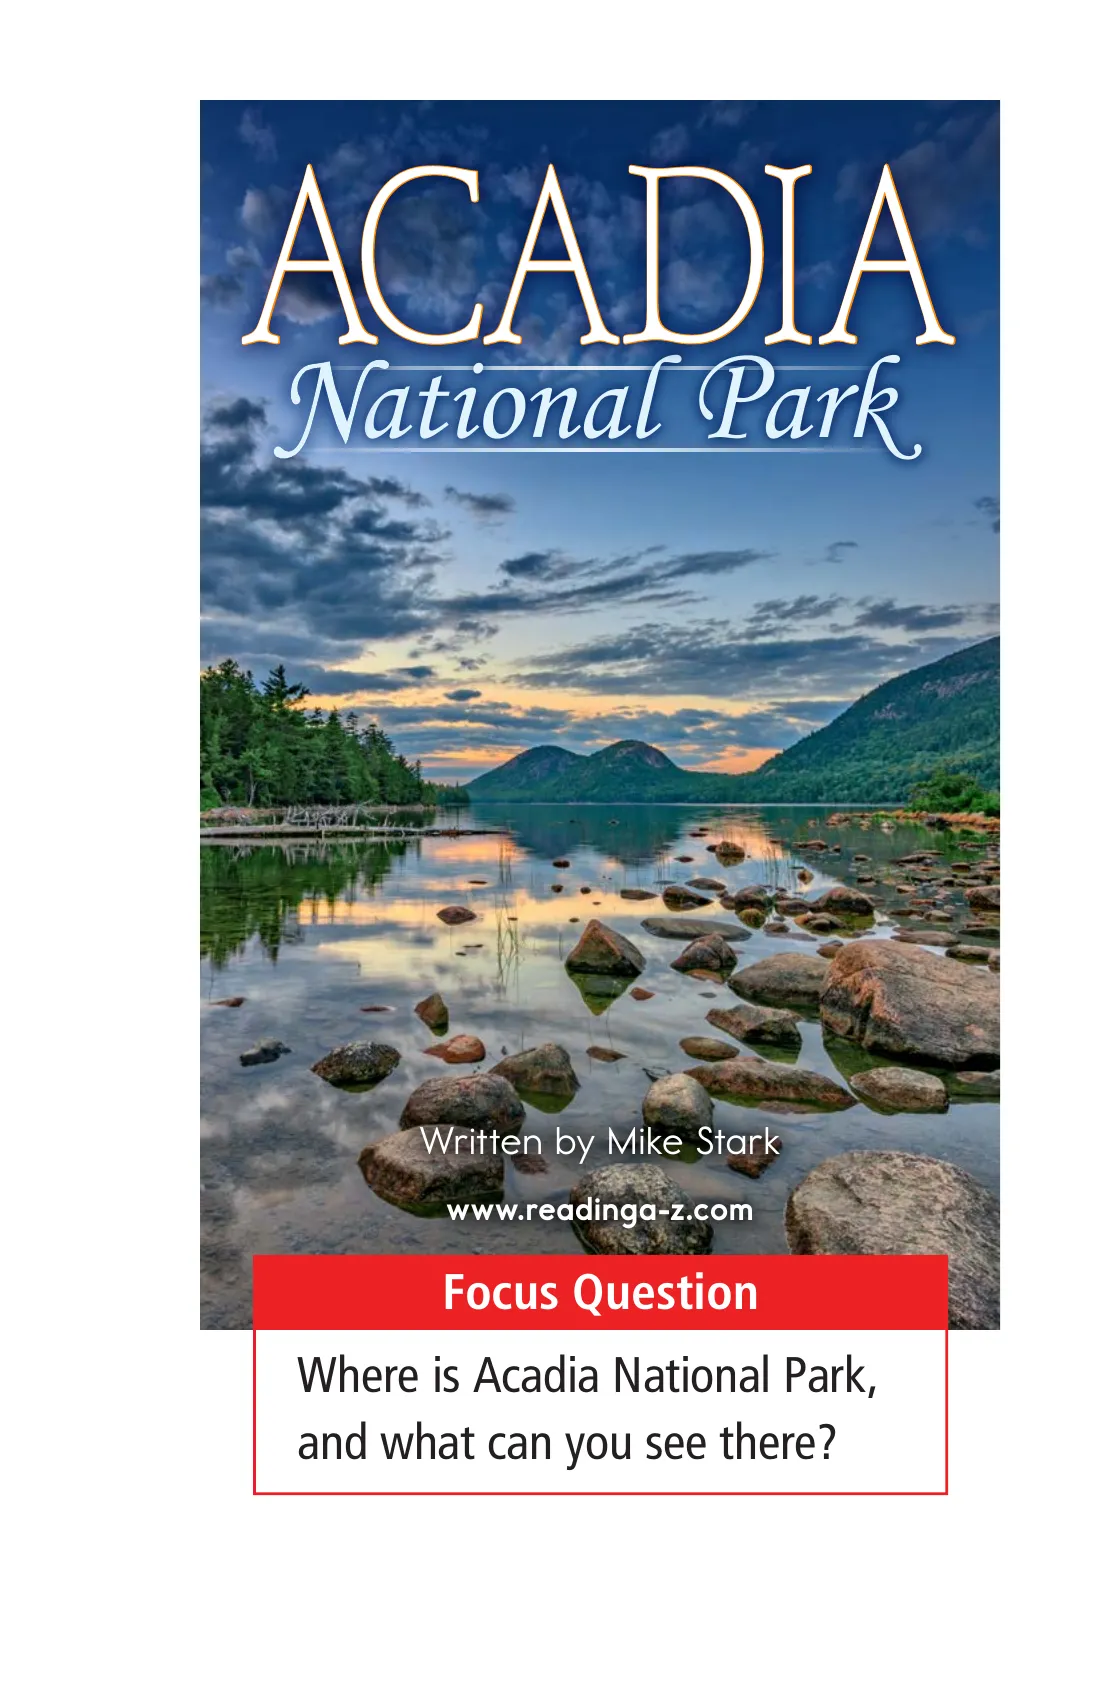 ACADIA
National Park
Written by Mike Stark
www.readinga-z.com
Focus Question
Where is Acadia National Park,
and what can you see there?